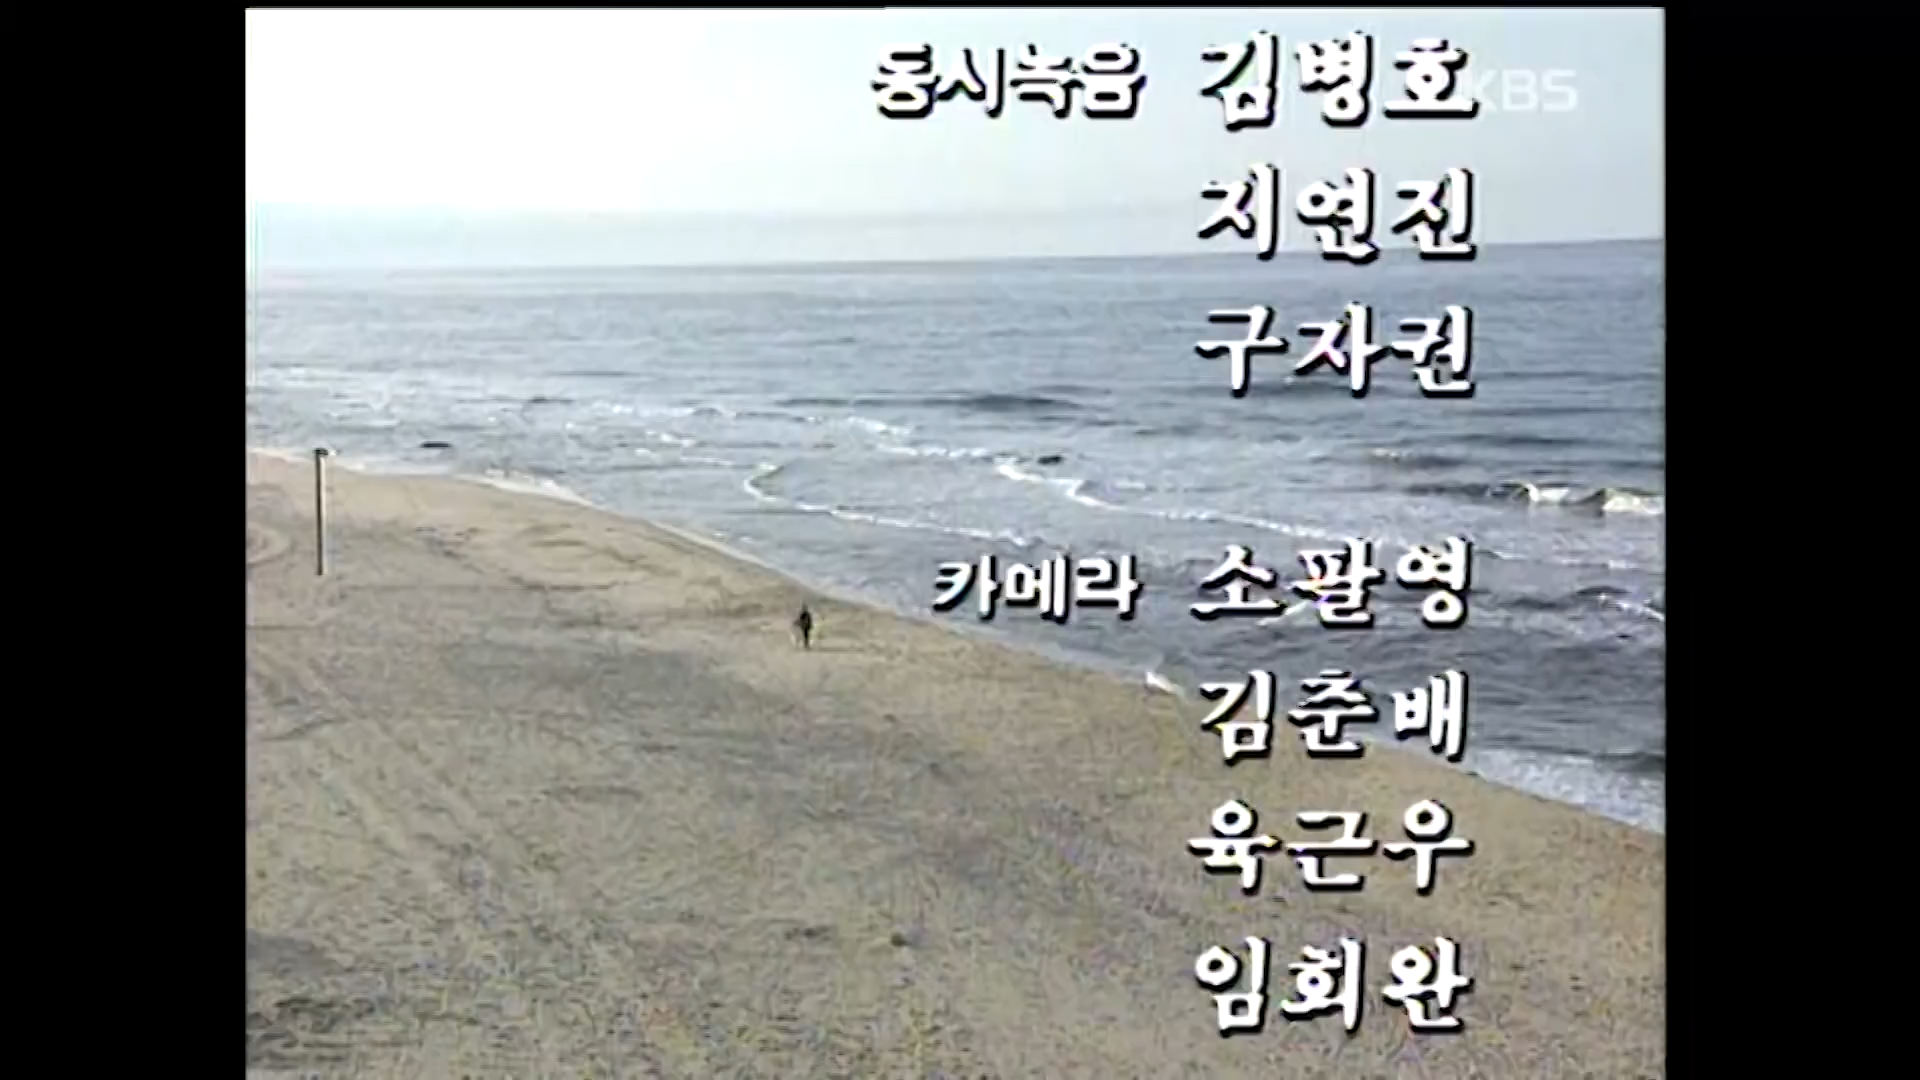 동시녹음 김병호
KBS
지연진
구자권
카메라 소팔영
김춘배
육근우
임회완